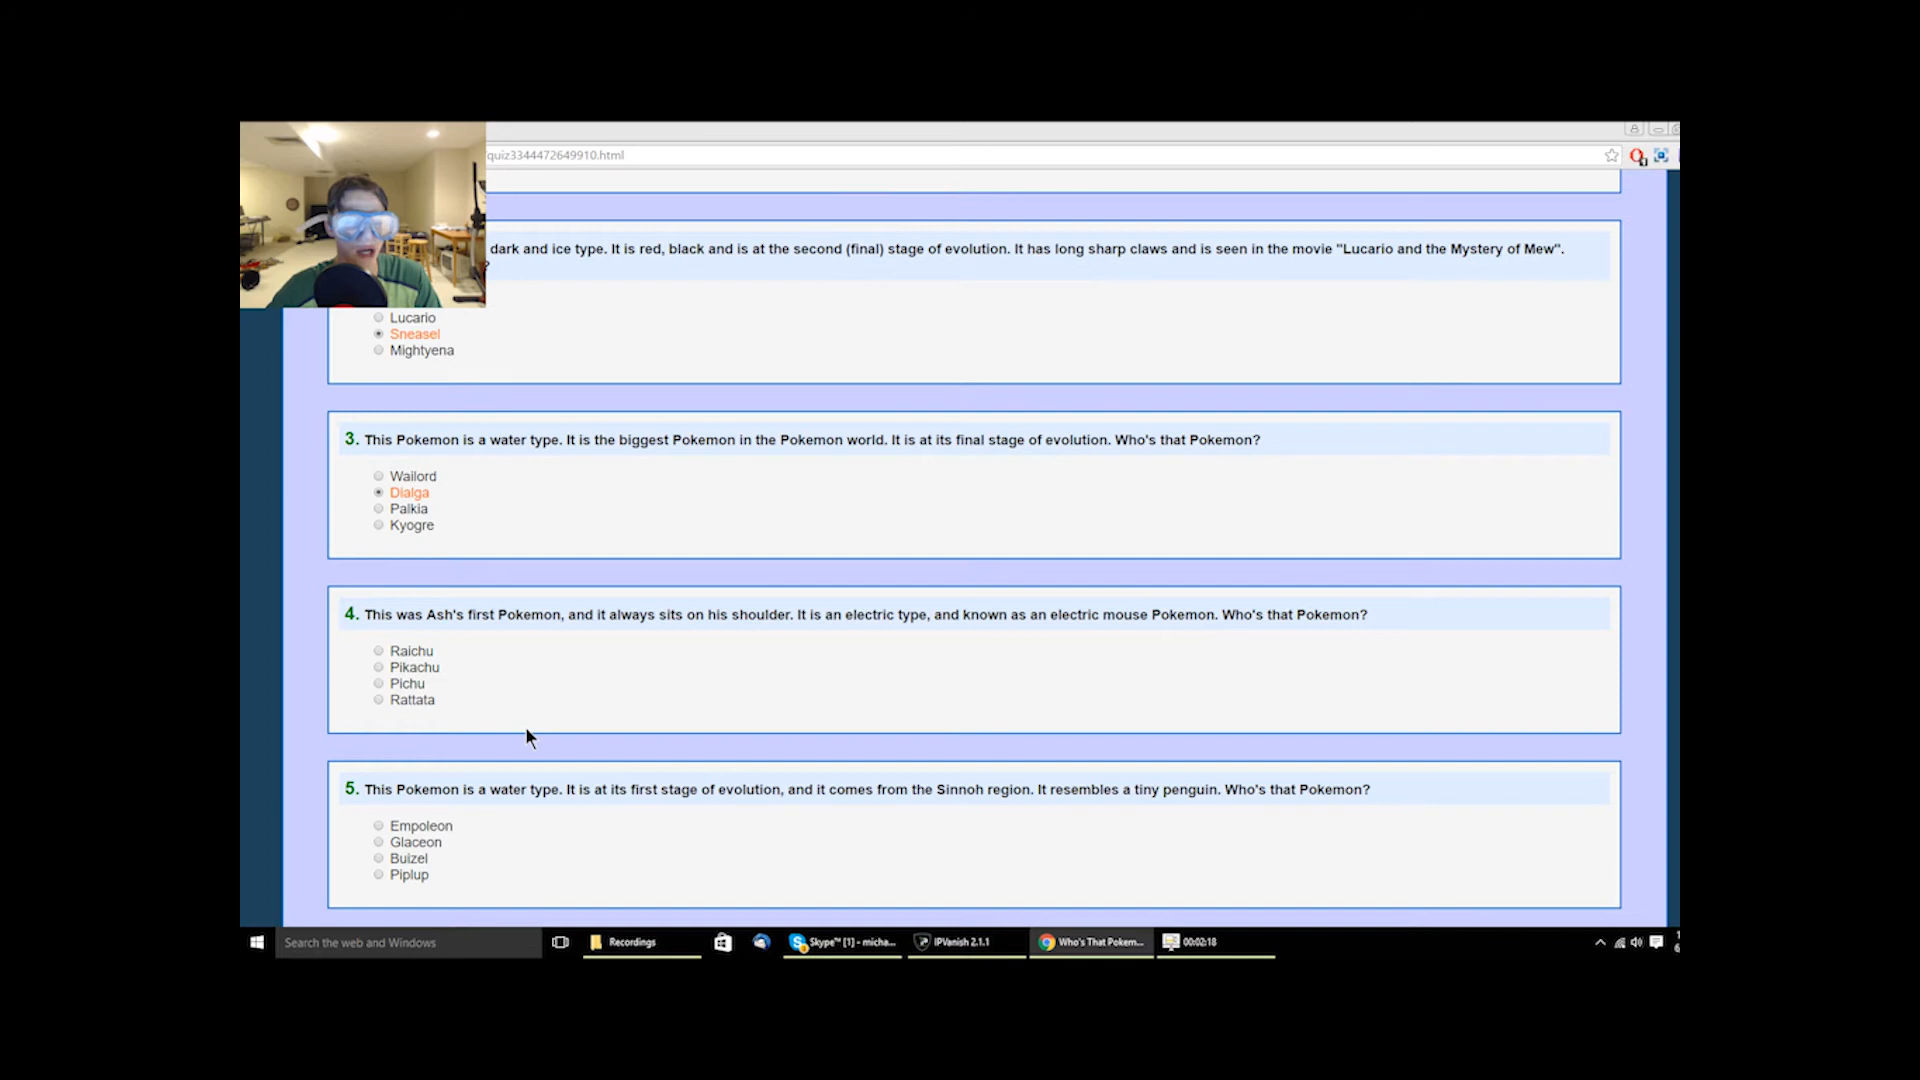 quiz3344472649910.html
dark and ice type. It is red, black and is at the second (final) stage of evolution. It has long sharp claws and is seen in the movie "Lucario and the Mystery of Mew".
Lucario
Sneasel
Mightyena
3. This Pokemon is a water type. It is the biggest Pokemon in the Pokemon world. It is at its final stage of evolution. Who's that Pokemon?
Wailord
Dialga
Palkia
Kyogre
4. This was Ash's first Pokemon, and it always sits on his shoulder. It is an electric type, and known as an electric mouse Pokemon. Who's that Pokemon?
Raichu
Pikachu
Pichu
Rattata
5. This Pokemon is a water type. It is at its first stage of evolution, and it comes from the Sinnoh region. It resembles a tiny penguin. Who's that Pokemon?
Empoleon
Glaceon
Buizel
Piplup
Search the web and Windows
Recordings
Skype™ [1] - micha...
IPVanish 2.1.1
Who's That Pokem...
00:02:18